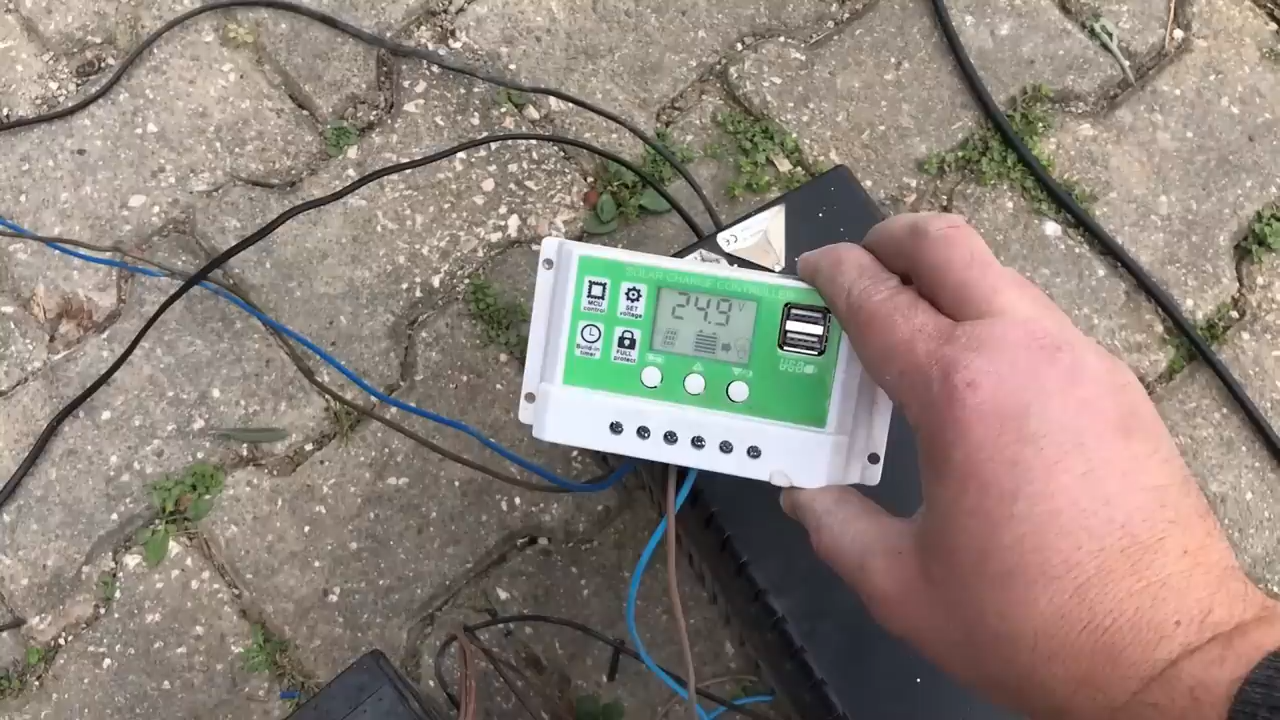 SOLAR CHARGE CONTROLLER
MCU
control
SET
voltage
24.9 V
Build-in
timer
FULL
protect
USB
CE